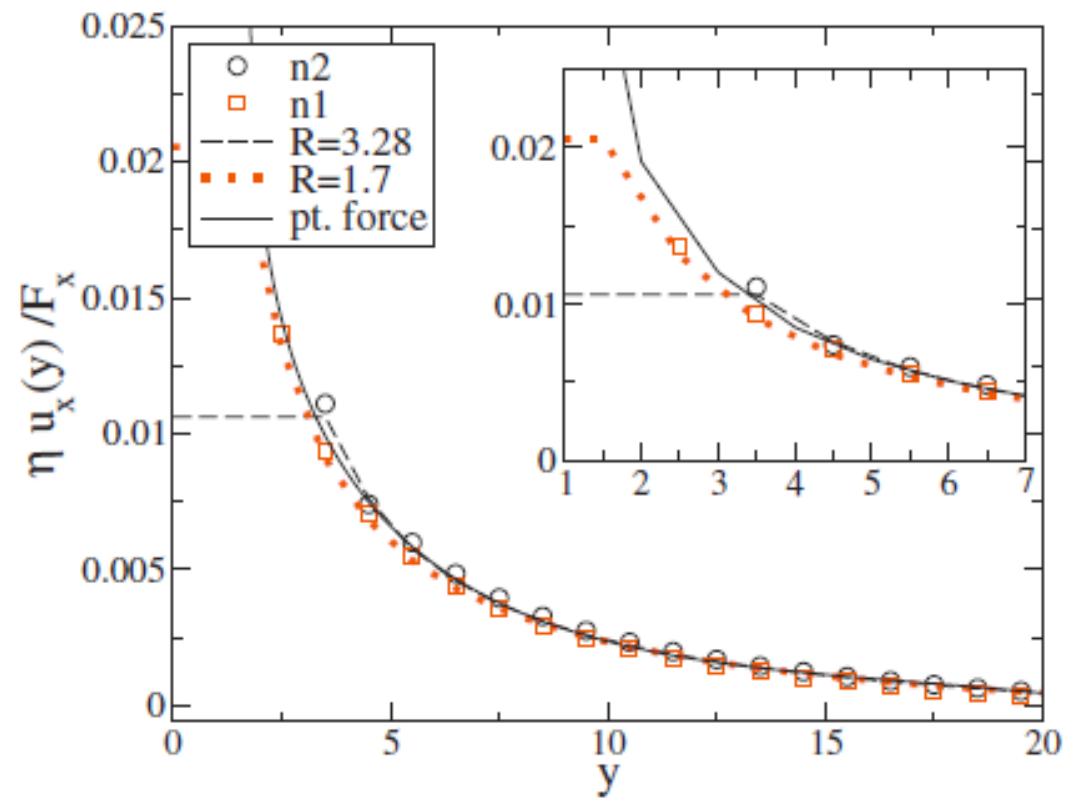 0.025
n2
n1
R=3.28
R=1.7
pt. force
0.02
0.015
0.01
0.005
0
η u_x(y) /F_x
0 5 10 15 20
y
0.02
0.01
0
1 2 3 4 5 6 7